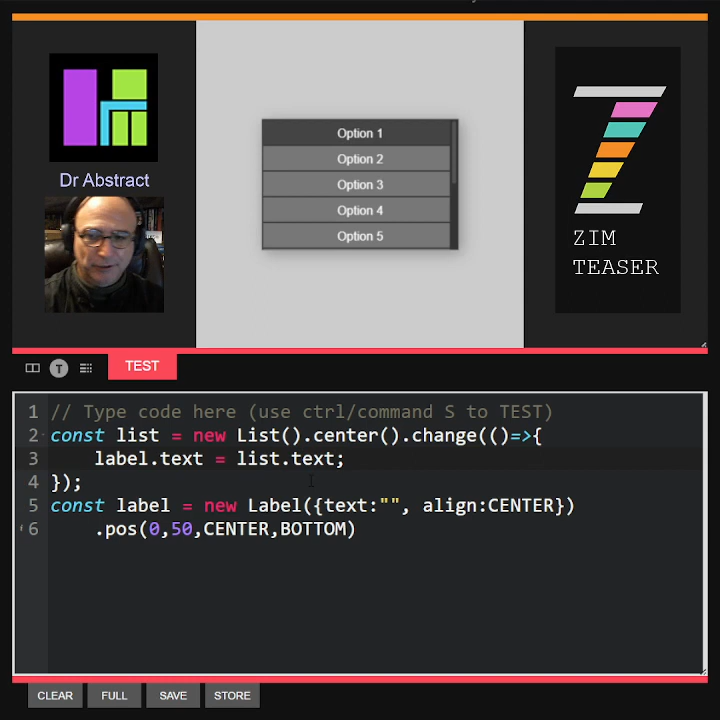 Dr Abstract
Option 1
Option 2
Option 3
Option 4
Option 5
ZIM
TEASER
T
TEST
1 // Type code here (use ctrl/command S to TEST)
2 const list = new List().center().change(()=>{
3 label.text = list.text;
4 });
5 const label = new Label({text:"", align:CENTER})
6 .pos(0,50,CENTER,BOTTOM)
CLEAR FULL SAVE STORE